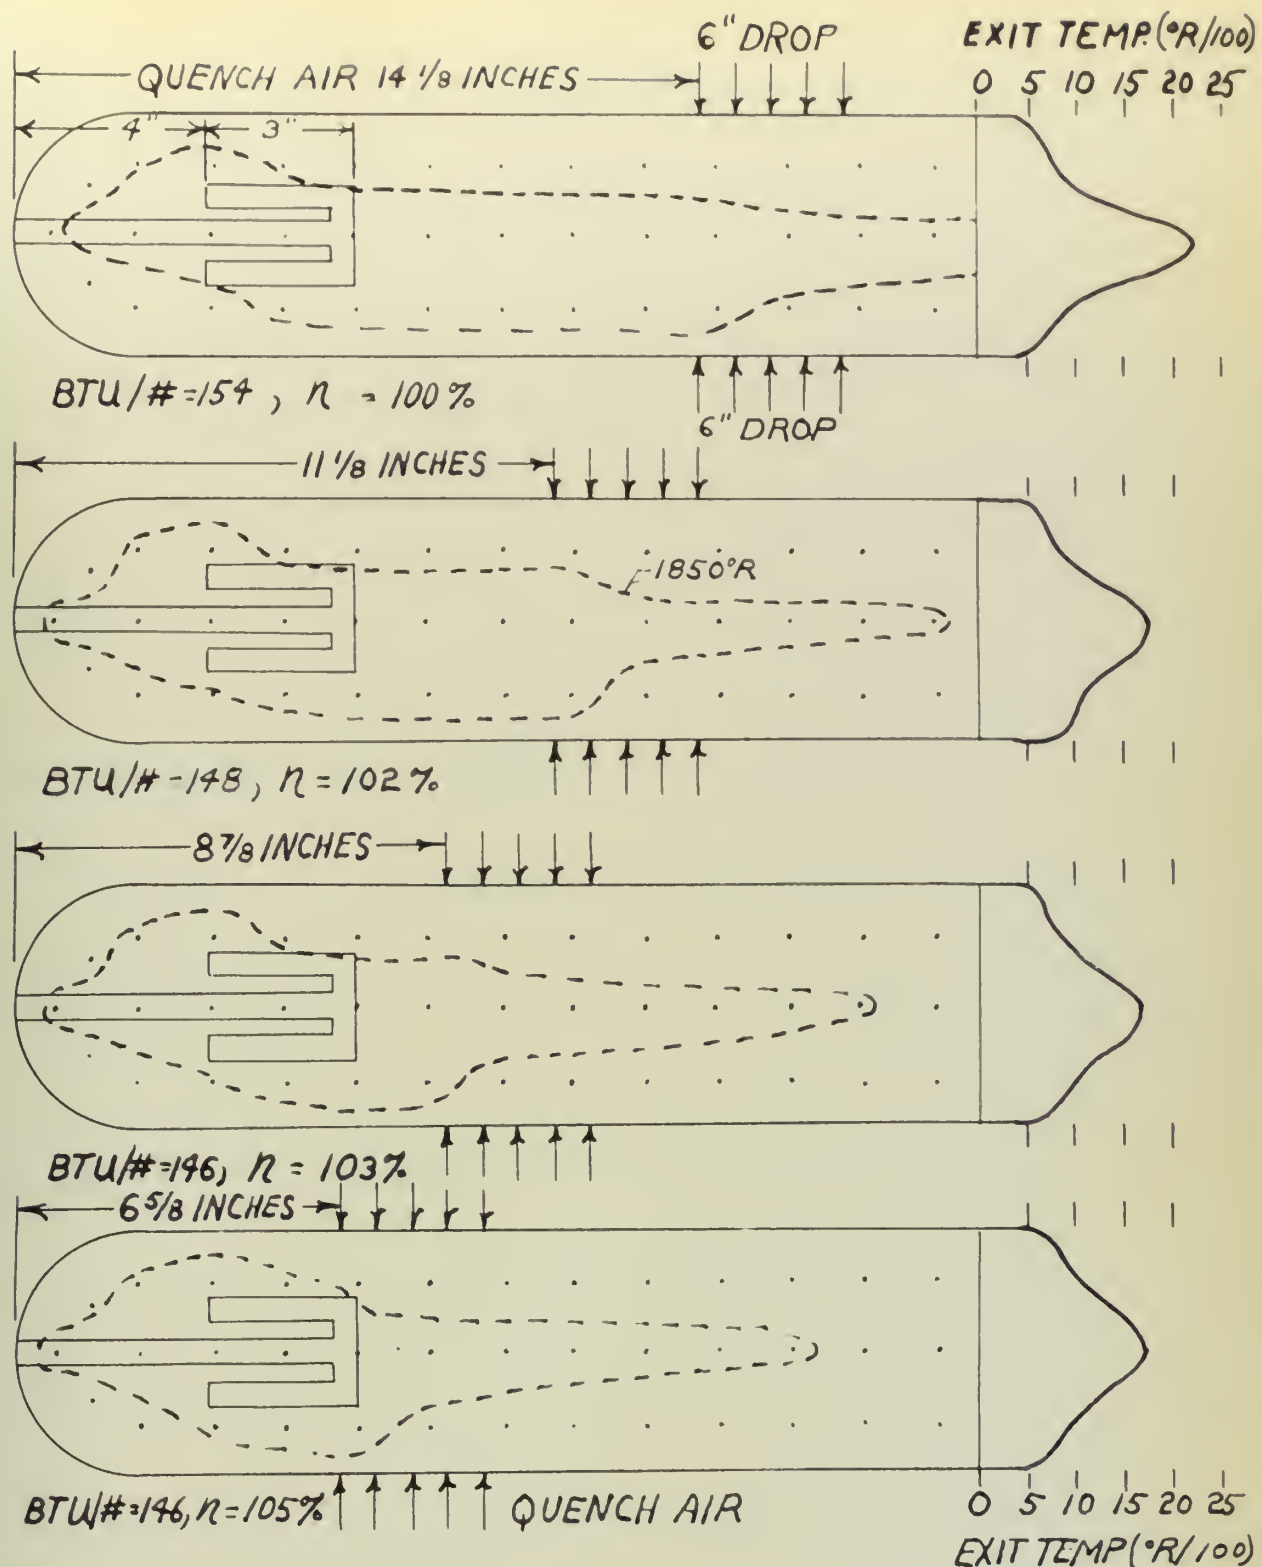 6" DROP
EXIT TEMP. (°R/100)
QUENCH AIR 14 1/8 INCHES
0 5 10 15 20 25
4" 3"
BTU/#=154, n = 100%
6" DROP
11 1/8 INCHES
1850°R
BTU/#-148, n = 102%
8 7/8 INCHES
BTU/#=146, n = 103%
6 5/8 INCHES
BTU/#=146, n=105%
QUENCH AIR
0 5 10 15 20 25
EXIT TEMP (°R/100)